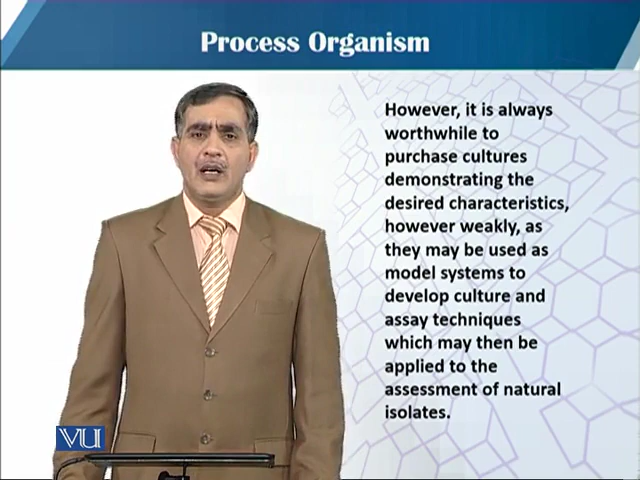 Process Organism
However, it is always
worthwhile to
purchase cultures
demonstrating the
desired characteristics,
however weakly, as
they may be used as
model systems to
develop culture and
assay techniques
which may then be
applied to the
assessment of natural
isolates.
VU